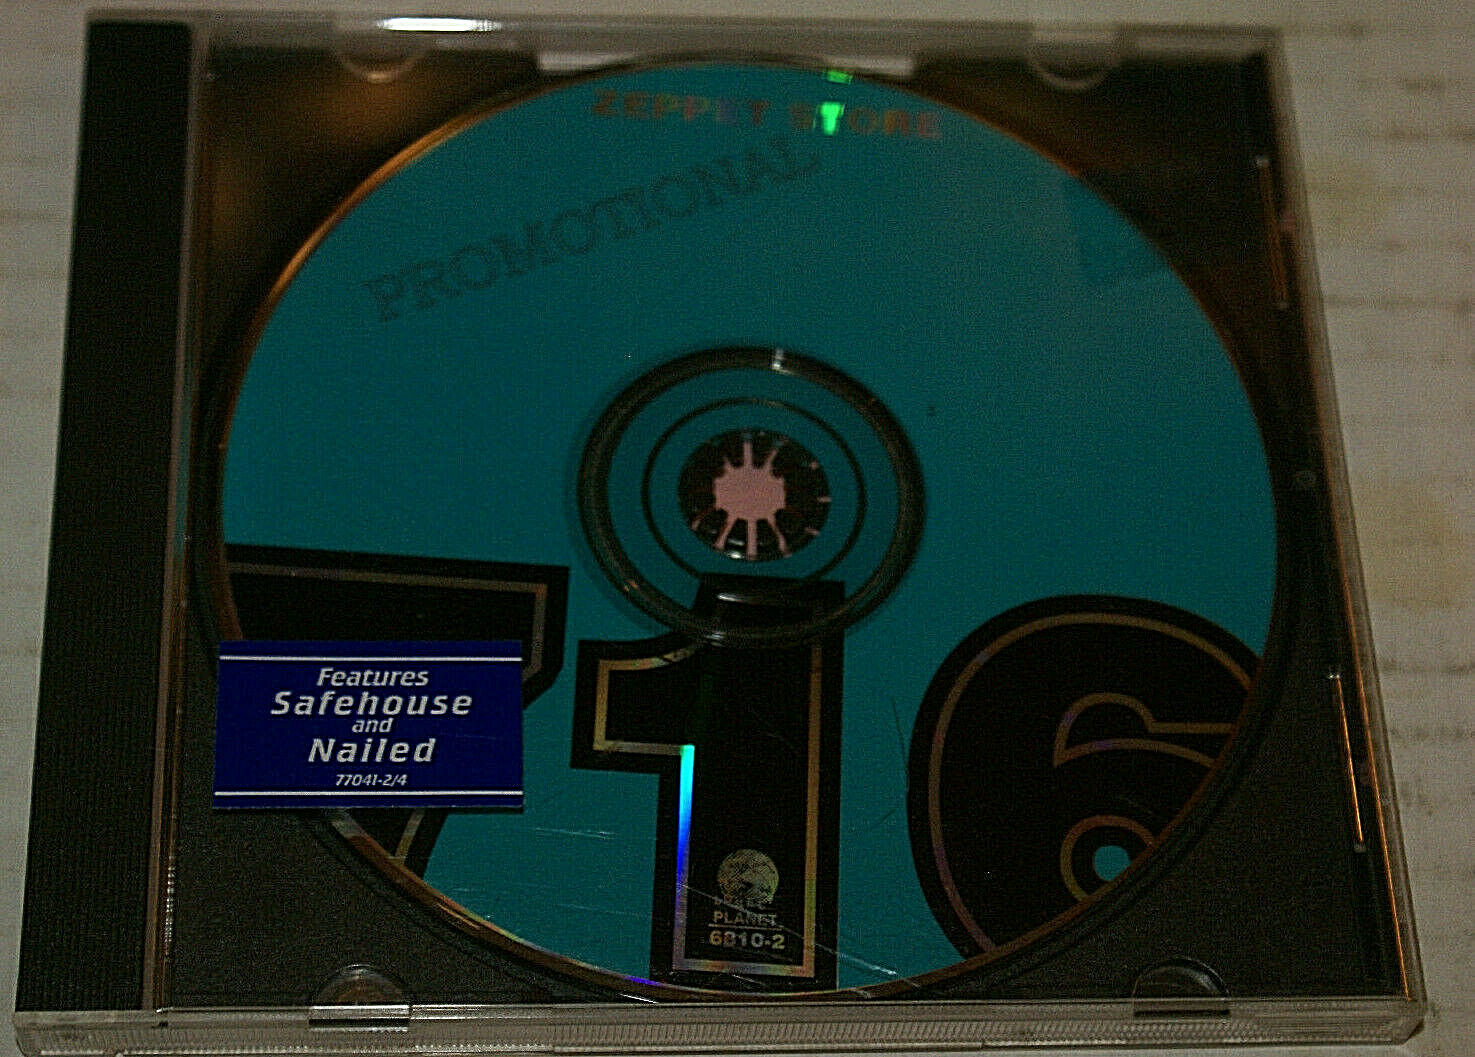 ZEPPET STORE
PROMOTIONAL
716
Features
Safehouse
and
Nailed
77041-2/4
PLANET
6810-2